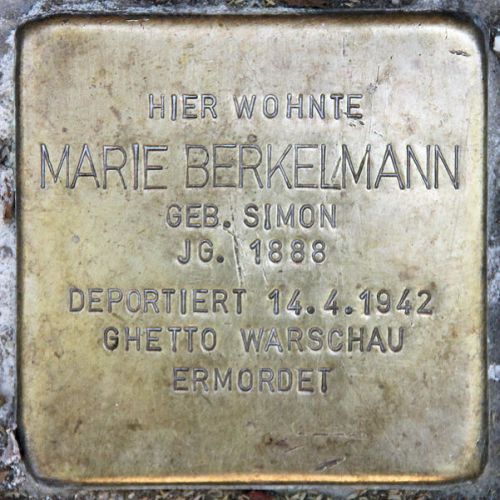 HIER WOHNTE
MARIE BERKELMANN
GEB. SIMON
JG. 1888
DEPORTIERT 14.4.1942
GHETTO WARSCHAU
ERMORDET